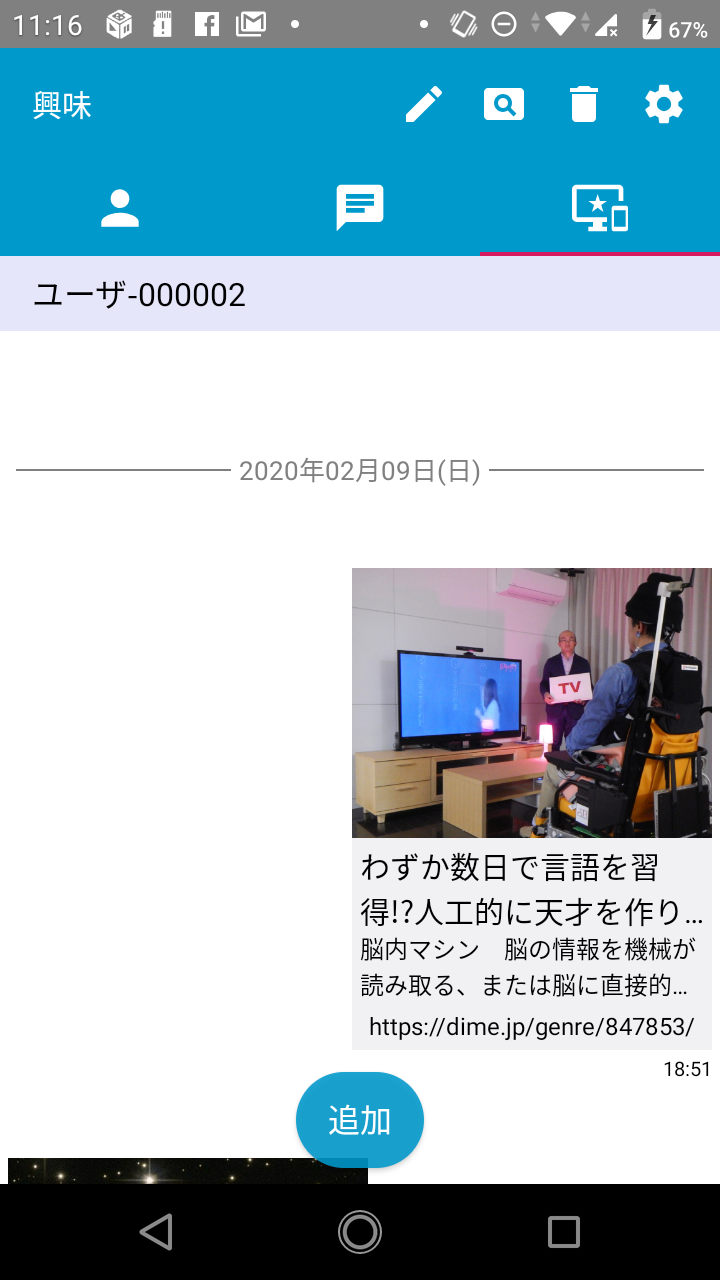 11:16
67%
興味
ユーザ-000002
2020年02月09日(日)
TV
わずか数日で言語を習
得!?人工的に天才を作り…
脳内マシン　脳の情報を機械が
読み取る、または脳に直接的…
https://dime.jp/genre/847853/
18:51
追加